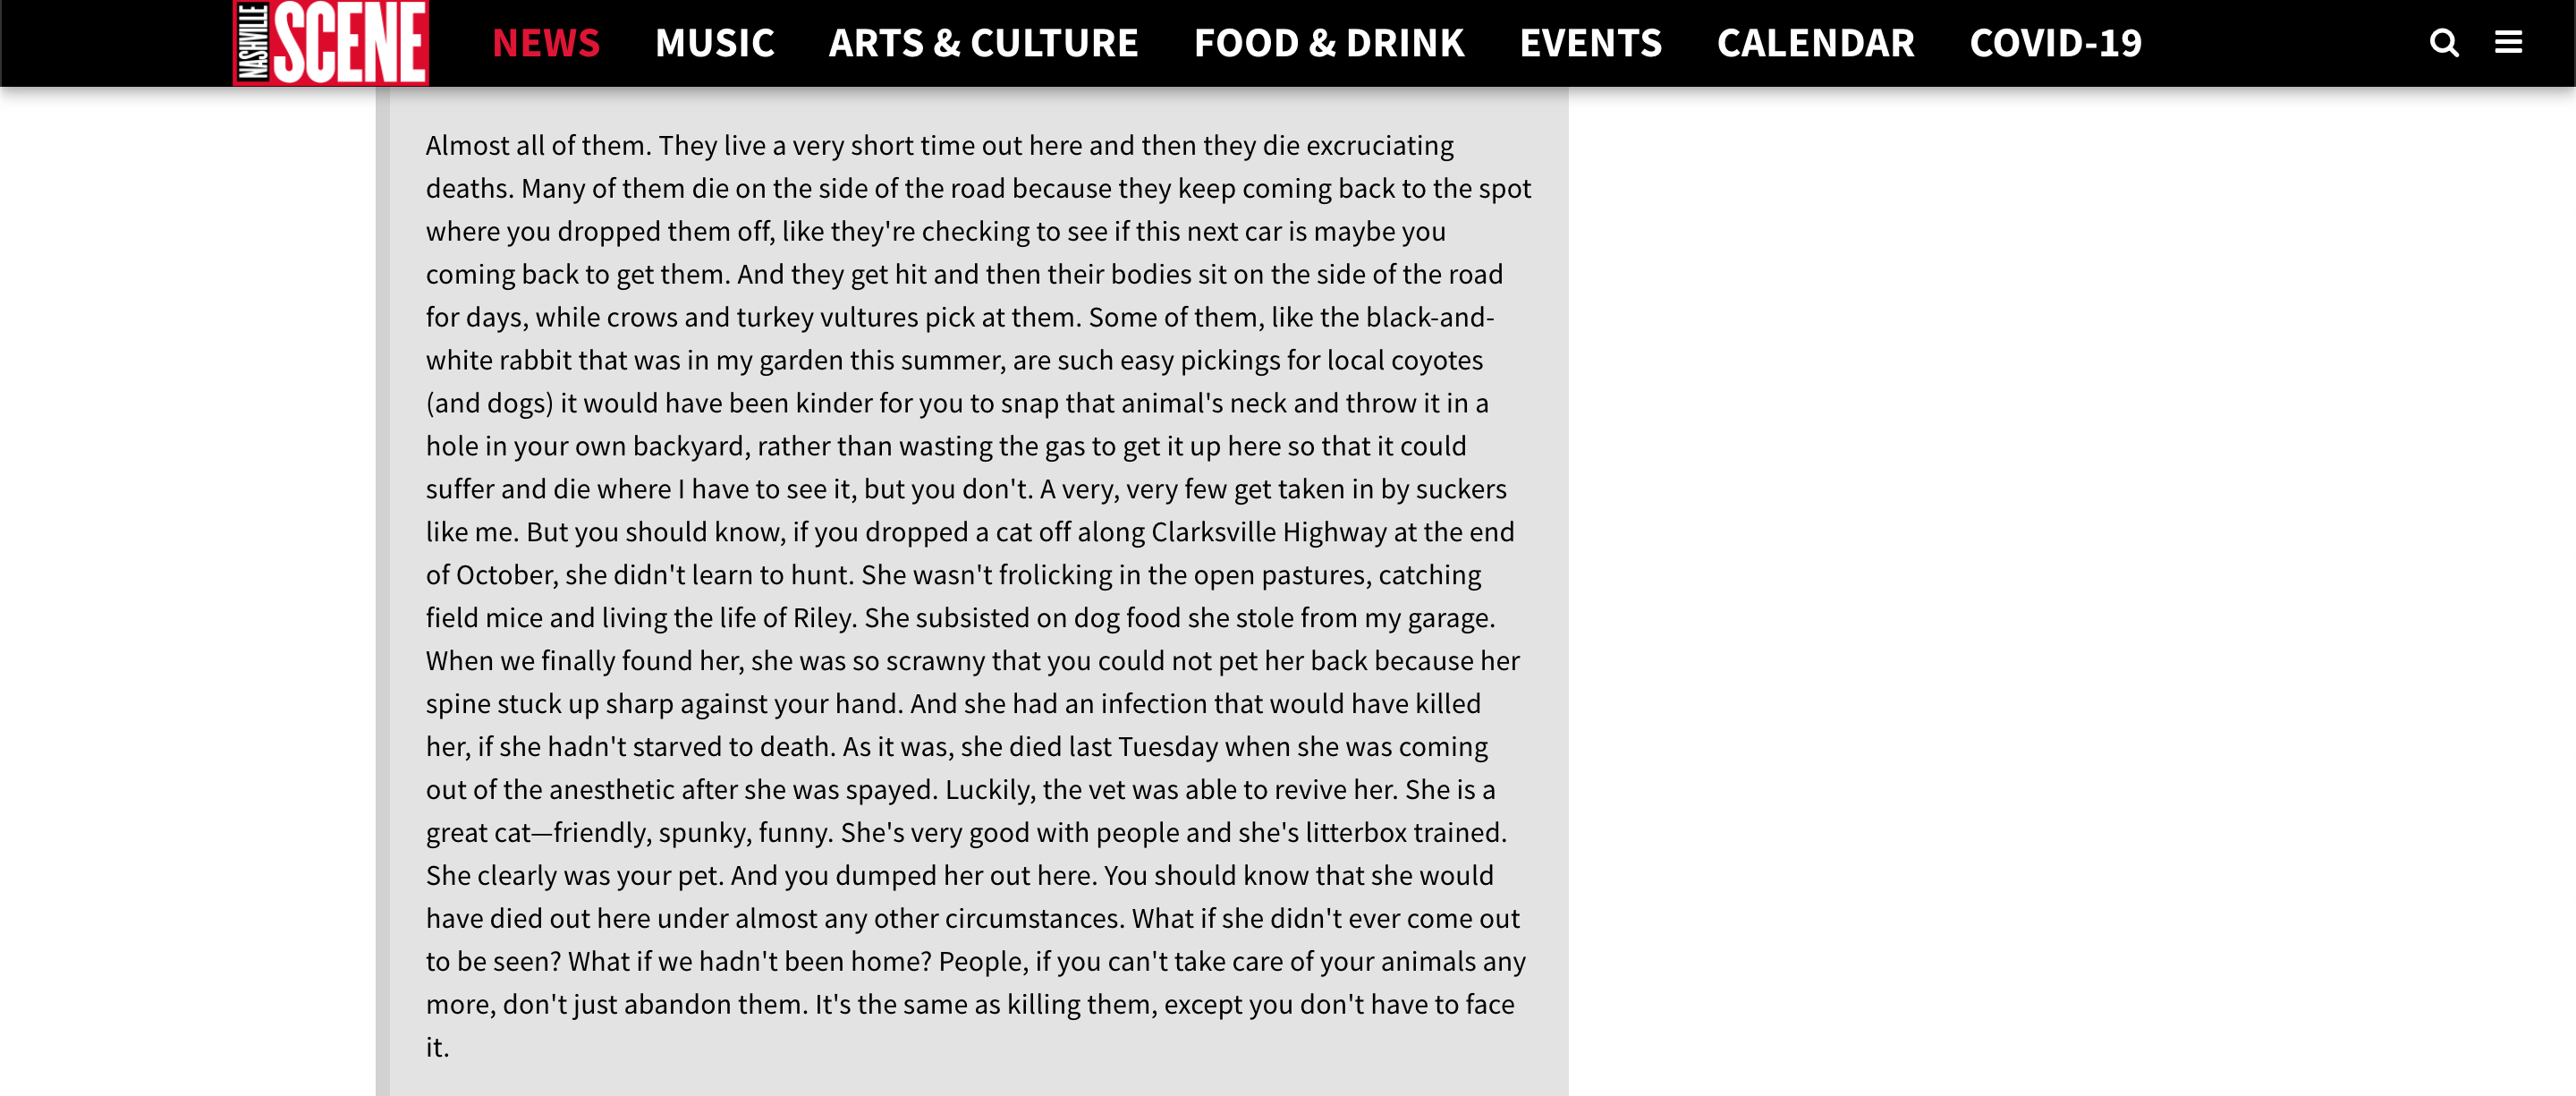 NASHVILLE SCENE NEWS MUSIC ARTS & CULTURE FOOD & DRINK EVENTS CALENDAR COVID-19
Almost all of them. They live a very short time out here and then they die excruciating
deaths. Many of them die on the side of the road because they keep coming back to the spot
where you dropped them off, like they're checking to see if this next car is maybe you
coming back to get them. And they get hit and then their bodies sit on the side of the road
for days, while crows and turkey vultures pick at them. Some of them, like the black-and-
white rabbit that was in my garden this summer, are such easy pickings for local coyotes
(and dogs) it would have been kinder for you to snap that animal's neck and throw it in a
hole in your own backyard, rather than wasting the gas to get it up here so that it could
suffer and die where I have to see it, but you don't. A very, very few get taken in by suckers
like me. But you should know, if you dropped a cat off along Clarksville Highway at the end
of October, she didn't learn to hunt. She wasn't frolicking in the open pastures, catching
field mice and living the life of Riley. She subsisted on dog food she stole from my garage.
When we finally found her, she was so scrawny that you could not pet her back because her
spine stuck up sharp against your hand. And she had an infection that would have killed
her, if she hadn't starved to death. As it was, she died last Tuesday when she was coming
out of the anesthetic after she was spayed. Luckily, the vet was able to revive her. She is a
great cat—friendly, spunky, funny. She's very good with people and she's litterbox trained.
She clearly was your pet. And you dumped her out here. You should know that she would
have died out here under almost any other circumstances. What if she didn't ever come out
to be seen? What if we hadn't been home? People, if you can't take care of your animals any
more, don't just abandon them. It's the same as killing them, except you don't have to face
it.